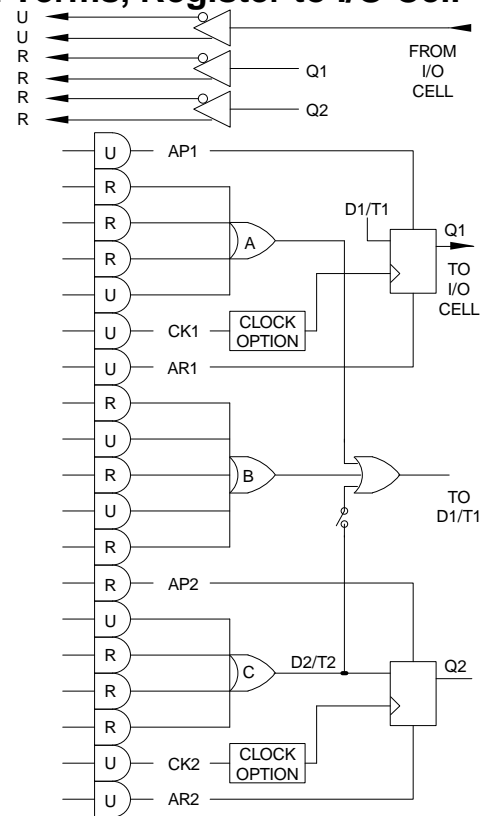 Terms, Register to I/O Cell
U
U
R
R
R
R
FROM
I/O
CELL
Q1
Q2
U AP1
R
R
D1/T1
A
Q1
R
TO
I/O
CELL
U
U CK1 CLOCK
OPTION
U AR1
R
U
R
B
TO
D1/T1
U
R
R AP2
U
R
C
D2/T2
Q2
R
R
U CK2 CLOCK
OPTION
U AR2